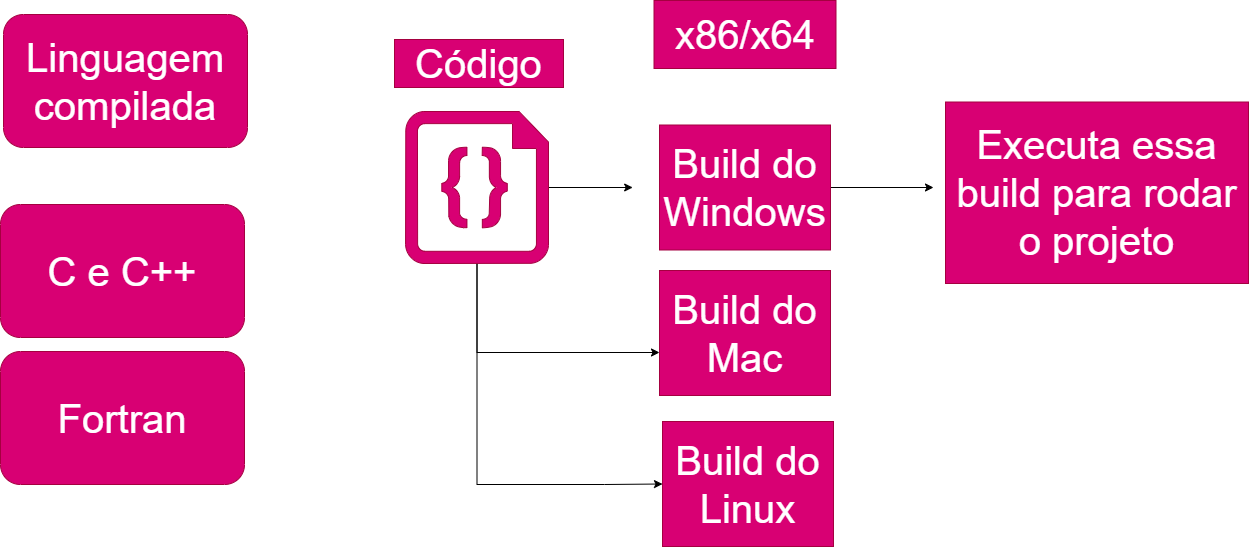 Linguagem
compilada
C e C++
Fortran
Código
{}
x86/x64
Build do
Windows
Build do
Mac
Build do
Linux
Executa essa
build para rodar
o projeto